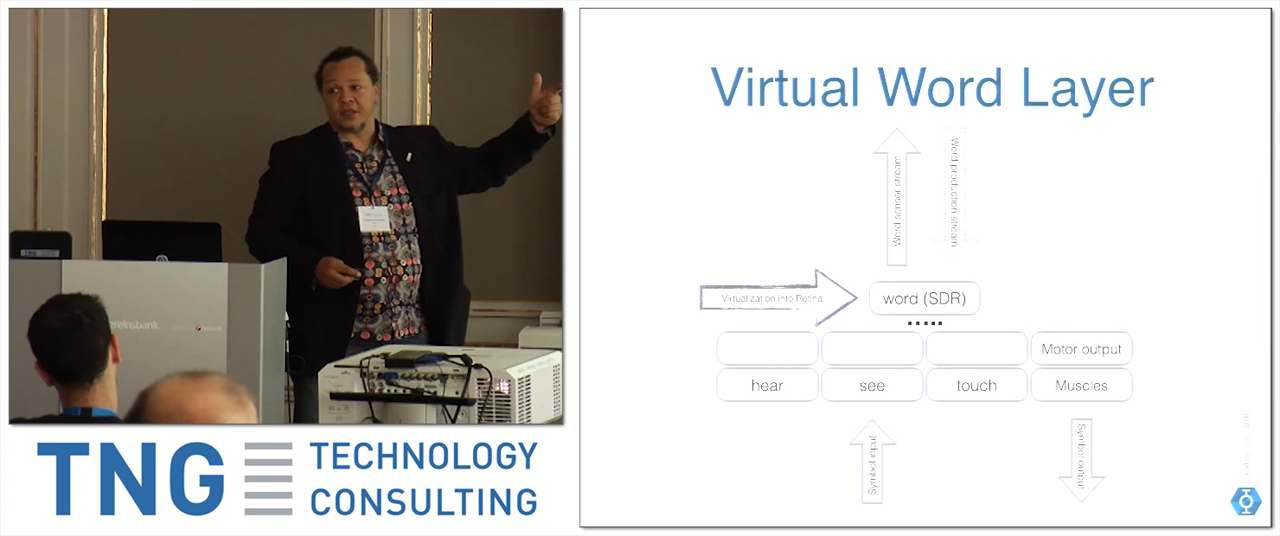 Virtual Word Layer
Word sensor stream
Word production stream
Virtualization into Retina
word (SDR)
Motor output
hear
see
touch
Muscles
Symbol input
Symbol output
TNG
TECHNOLOGY
CONSULTING